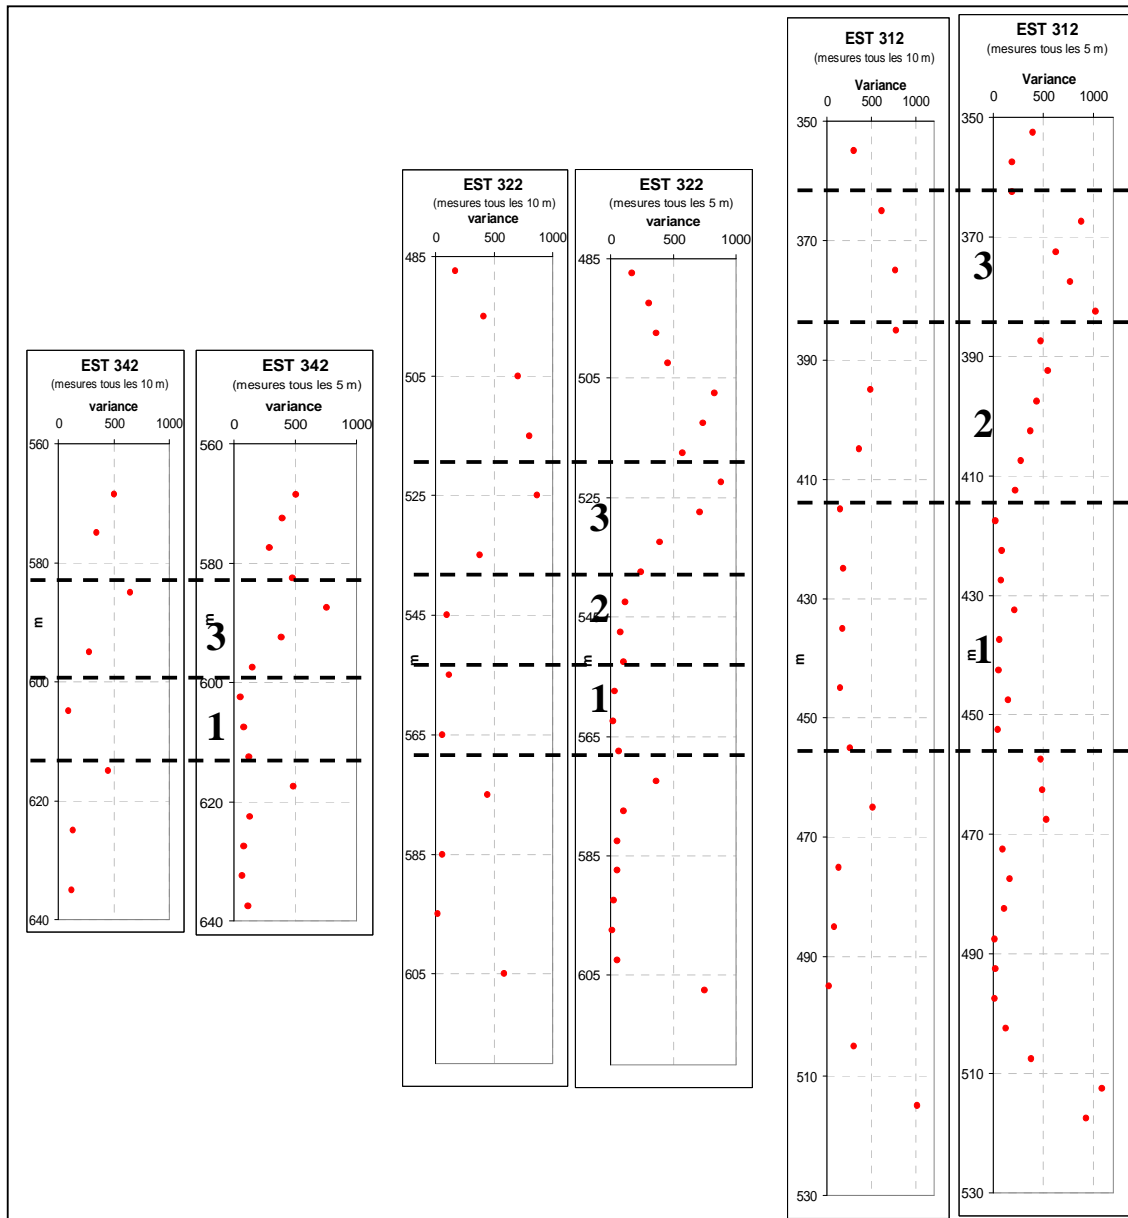 EST 342
(mesures tous les 10 m)
variance
0 500 1000
560
580
600
620
640
m
EST 342
(mesures tous les 5 m)
variance
0 500 1000
560
580
600
620
640
m
3
1
EST 322
(mesures tous les 10 m)
variance
0 500 1000
485
505
525
545
565
585
605
m
EST 322
(mesures tous les 5 m)
variance
0 500 1000
485
505
525
545
565
585
605
m
3
2
1
EST 312
(mesures tous les 10 m)
Variance
0 500 1000
350
370
390
410
430
450
470
490
510
530
m
EST 312
(mesures tous les 5 m)
Variance
0 500 1000
350
370
390
410
430
450
470
490
510
530
m
3
2
1